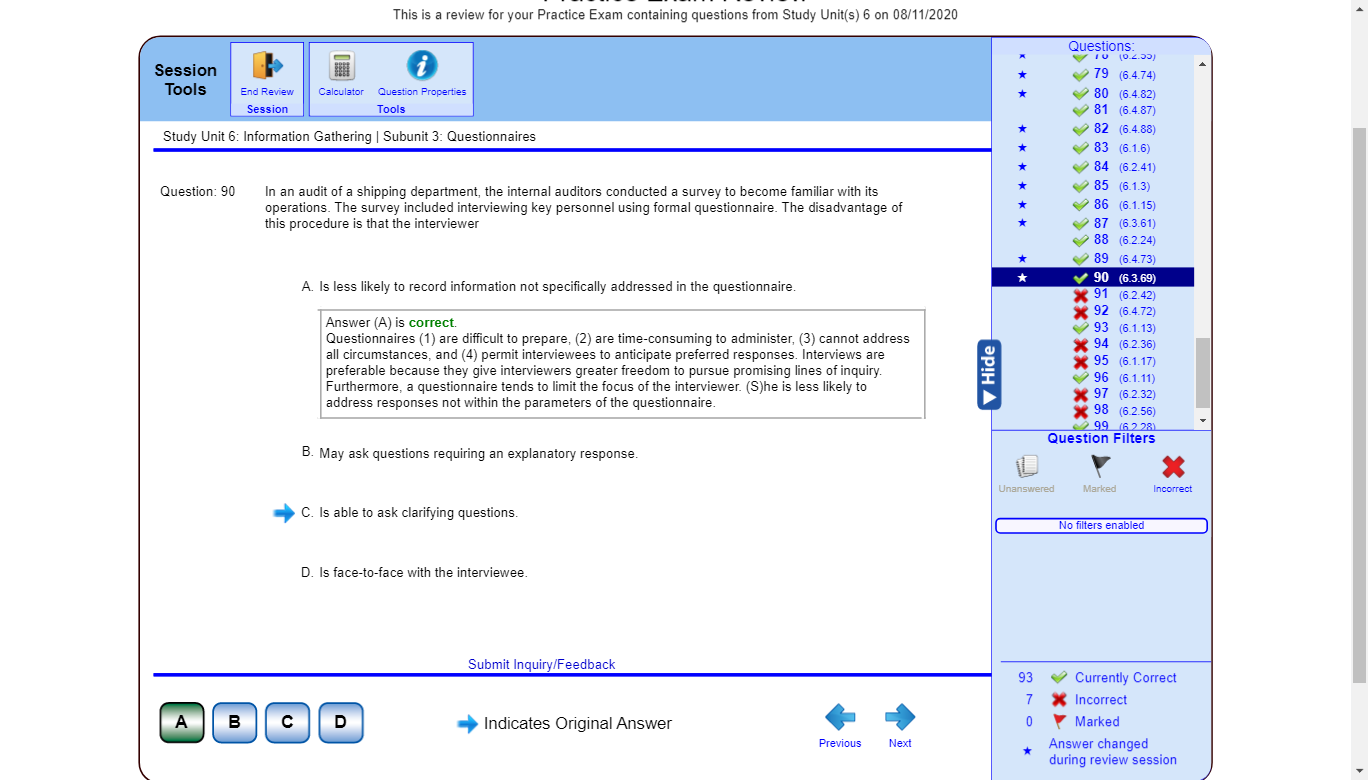 Practice Exam Review
This is a review for your Practice Exam containing questions from Study Unit(s) 6 on 08/11/2020
Session Tools
End Review
Session
Calculator
Question Properties
Tools
Study Unit 6: Information Gathering | Subunit 3: Questionnaires
Question: 90
In an audit of a shipping department, the internal auditors conducted a survey to become familiar with its
operations. The survey included interviewing key personnel using formal questionnaire. The disadvantage of
this procedure is that the interviewer
A. Is less likely to record information not specifically addressed in the questionnaire.
Answer (A) is correct.
Questionnaires (1) are difficult to prepare, (2) are time-consuming to administer, (3) cannot address
all circumstances, and (4) permit interviewees to anticipate preferred responses. Interviews are
preferable because they give interviewers greater freedom to pursue promising lines of inquiry.
Furthermore, a questionnaire tends to limit the focus of the interviewer. (S)he is less likely to
address responses not within the parameters of the questionnaire.
B. May ask questions requiring an explanatory response.
C. Is able to ask clarifying questions.
D. Is face-to-face with the interviewee.
Submit Inquiry/Feedback
A B C D
Indicates Original Answer
Previous
Next
Questions:
78 (6.2.55)
79 (6.4.74)
80 (6.4.82)
81 (6.4.87)
82 (6.4.88)
83 (6.1.6)
84 (6.2.41)
85 (6.1.3)
86 (6.1.15)
87 (6.3.61)
88 (6.2.24)
89 (6.4.73)
90 (6.3.69)
91 (6.2.42)
92 (6.4.72)
93 (6.1.13)
94 (6.2.36)
95 (6.1.17)
96 (6.1.11)
97 (6.2.32)
98 (6.2.56)
99 (6.2.28)
Hide
Question Filters
Unanswered
Marked
Incorrect
No filters enabled
93 Currently Correct
7 Incorrect
0 Marked
Answer changed
during review session